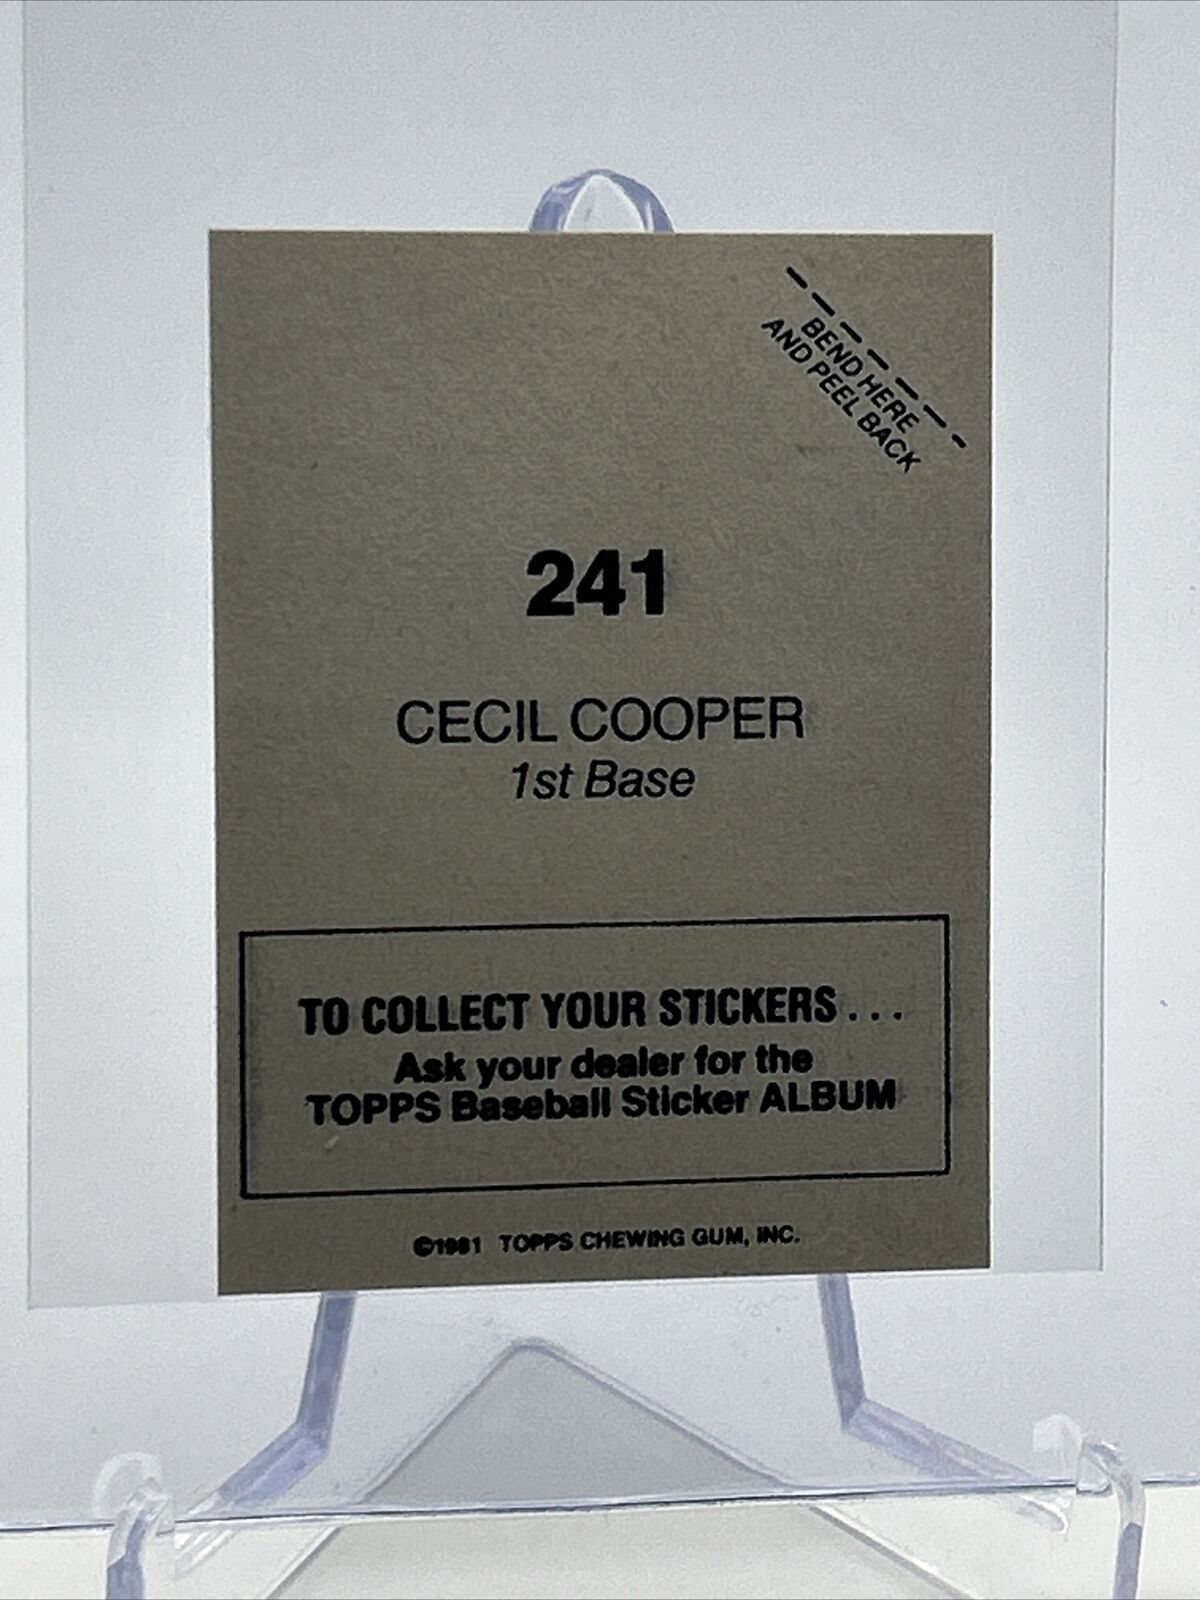 BEND HERE
AND PEEL BACK
241
CECIL COOPER
1st Base
TO COLLECT YOUR STICKERS...
Ask your dealer for the
TOPPS Baseball Sticker ALBUM
©1981 TOPPS CHEWING GUM, INC.